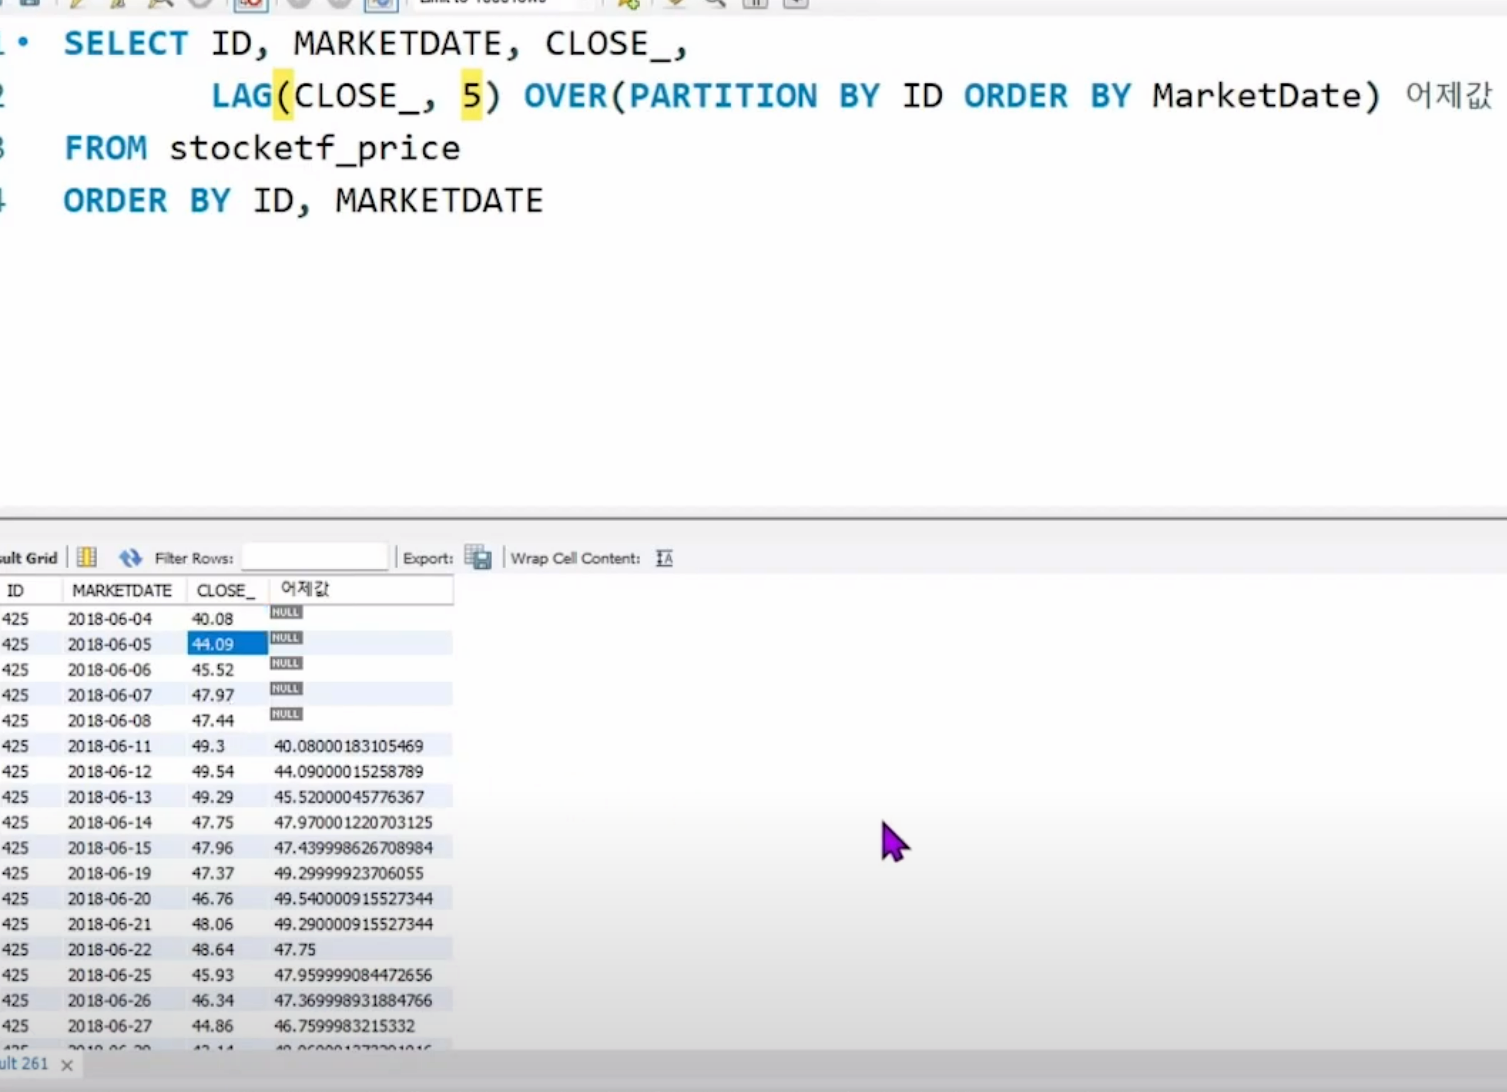 SELECT ID, MARKETDATE, CLOSE_,
LAG(CLOSE_, 5) OVER(PARTITION BY ID ORDER BY MarketDate) 어제값
FROM stocketf_price
ORDER BY ID, MARKETDATE
ult Grid Filter Rows: Export: Wrap Cell Content:
ID MARKETDATE CLOSE_ 어제값
425 2018-06-04 40.08 NULL
425 2018-06-05 44.09 NULL
425 2018-06-06 45.52 NULL
425 2018-06-07 47.97 NULL
425 2018-06-08 47.44 NULL
425 2018-06-11 49.3 40.08000183105469
425 2018-06-12 49.54 44.09000015258789
425 2018-06-13 49.29 45.52000045776367
425 2018-06-14 47.75 47.970001220703125
425 2018-06-15 47.96 47.439998626708984
425 2018-06-19 47.37 49.29999923706055
425 2018-06-20 46.76 49.540000915527344
425 2018-06-21 48.06 49.290000915527344
425 2018-06-22 48.64 47.75
425 2018-06-25 45.93 47.959999084472656
425 2018-06-26 46.34 47.369998931884766
425 2018-06-27 44.86 46.7599983215332
ult 261